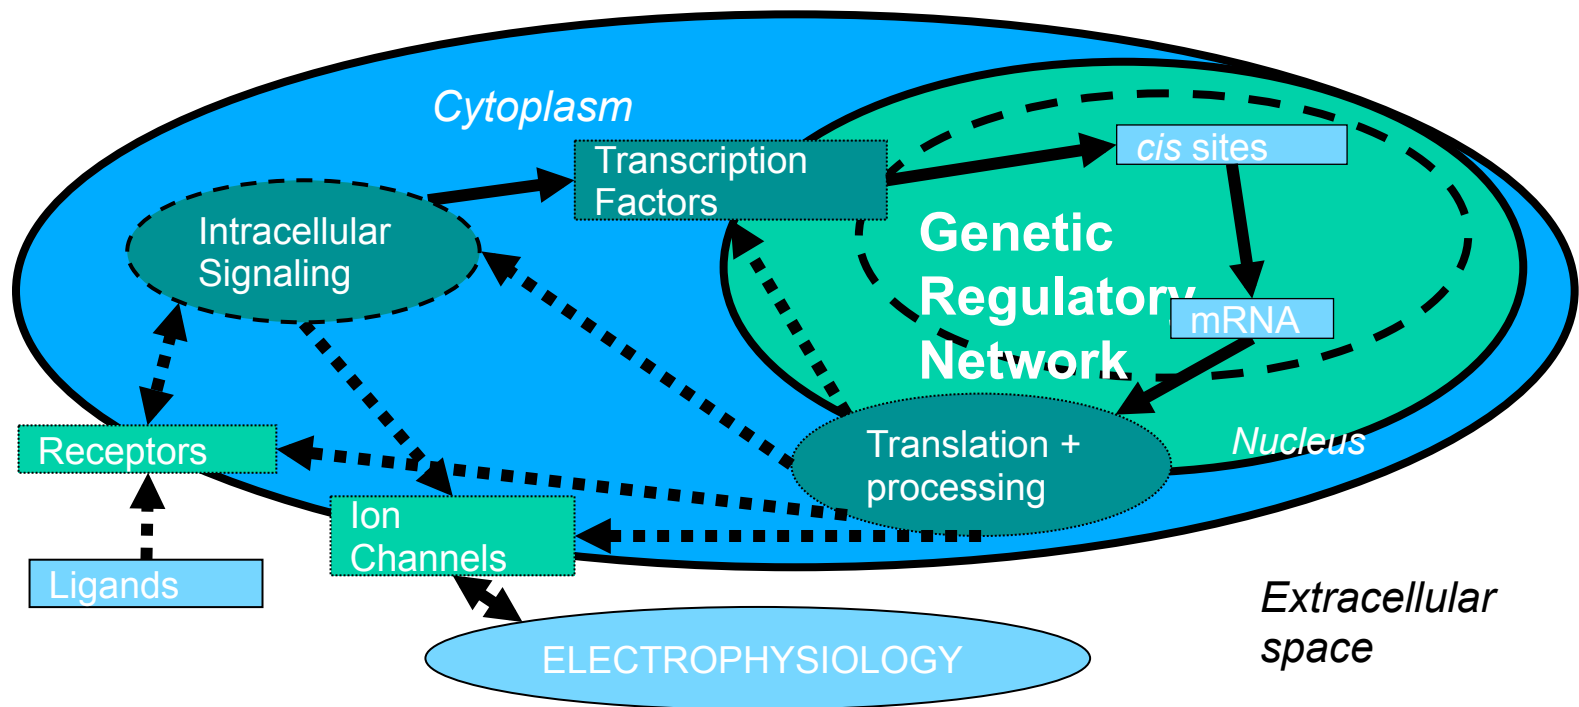 Cytoplasm
Transcription
Factors
cis sites
Intracellular
Signaling
Genetic
Regulatory
Network
mRNA
Receptors
Translation +
processing
Nucleus
Ion
Channels
Ligands
Extracellular
space
ELECTROPHYSIOLOGY